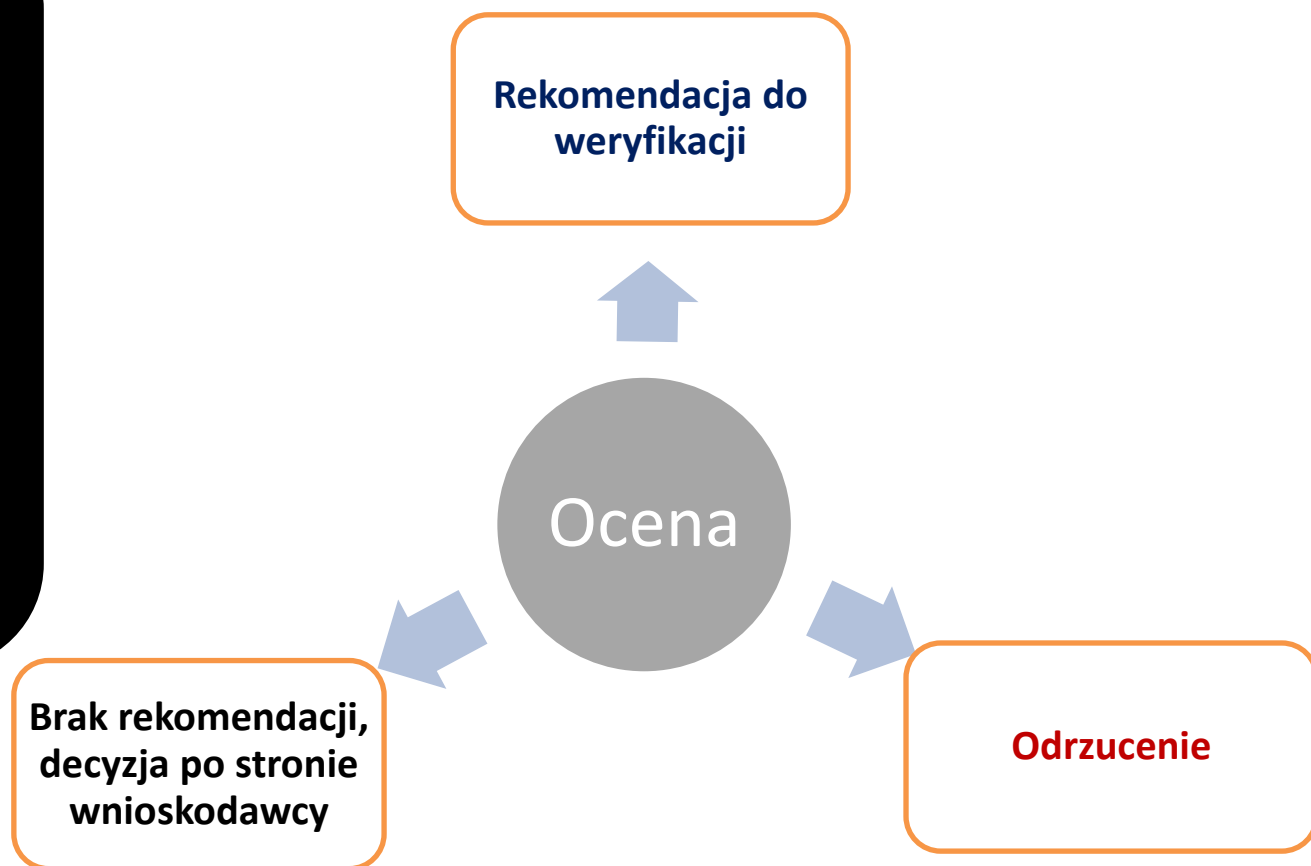 Rekomendacja do
weryfikacji
Ocena
Brak rekomendacji,
decyzja po stronie
wnioskodawcy
Odrzucenie